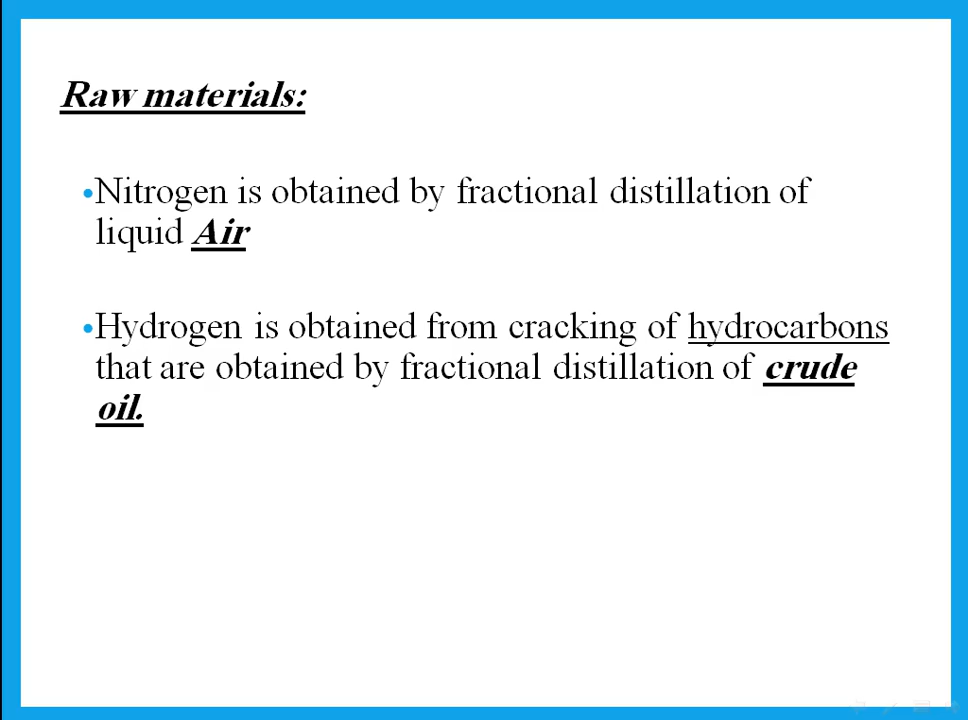 Raw materials:
•Nitrogen is obtained by fractional distillation of
liquid Air
•Hydrogen is obtained from cracking of hydrocarbons
that are obtained by fractional distillation of crude
oil.